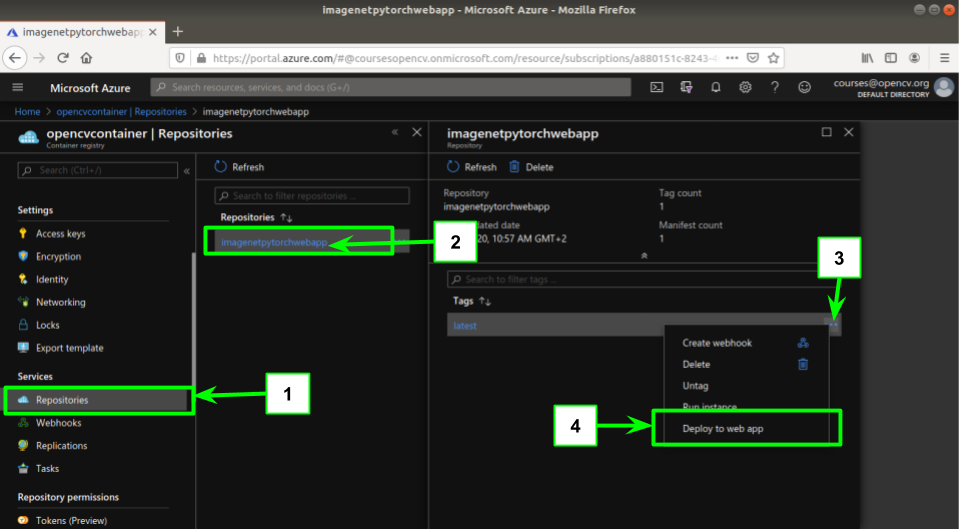 imagenetpytorchwebapp - Microsoft Azure - Mozilla Firefox
imagenetpytorchwebapp
https://portal.azure.com/#@coursesopencv.onmicrosoft.com/resource/subscriptions/a880151c-8243-4
Microsoft Azure
Search resources, services, and docs (G+/)
courses@opencv.org
DEFAULT DIRECTORY
Home > opencvcontainer | Repositories > imagenetpytorchwebapp
opencvcontainer | Repositories
Container registry
Search (Ctrl+/)
Settings
Access keys
Encryption
Identity
Networking
Locks
Export template
Services
Repositories
Webhooks
Replications
Tasks
Repository permissions
Tokens (Preview)
1
Refresh
Search to filter repositories ...
Repositories
imagenetpytorchwebapp
2
imagenetpytorchwebapp
Repository
Refresh
Delete
Repository
imagenetpytorchwebapp
Tag count
1
date
20, 10:57 AM GMT+2
Manifest count
1
Search to filter tags ...
3
Tags
latest
Create webhook
Delete
Untag
Run instance
Deploy to web app
4